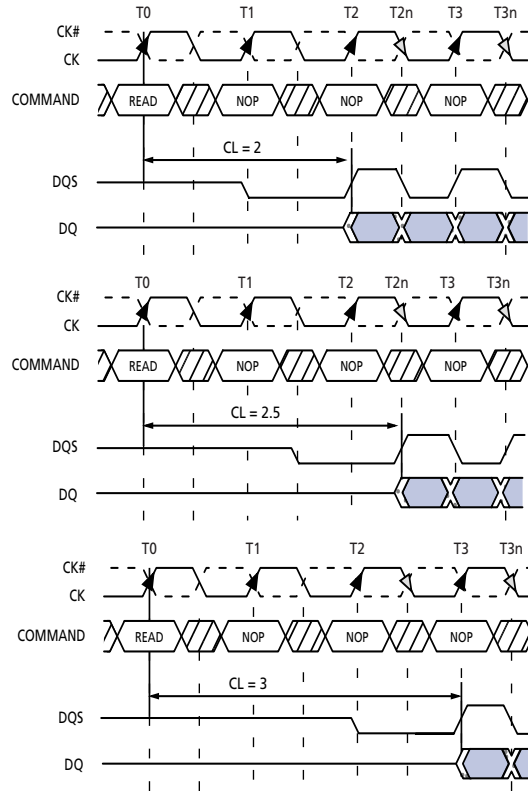 T0 T1 T2 T2n T3 T3n
CK#
CK
COMMAND READ NOP NOP NOP
CL = 2
DQS
DQ
T0 T1 T2 T2n T3 T3n
CK#
CK
COMMAND READ NOP NOP NOP
CL = 2.5
DQS
DQ
T0 T1 T2 T3 T3n
CK#
CK
COMMAND READ NOP NOP NOP
CL = 3
DQS
DQ